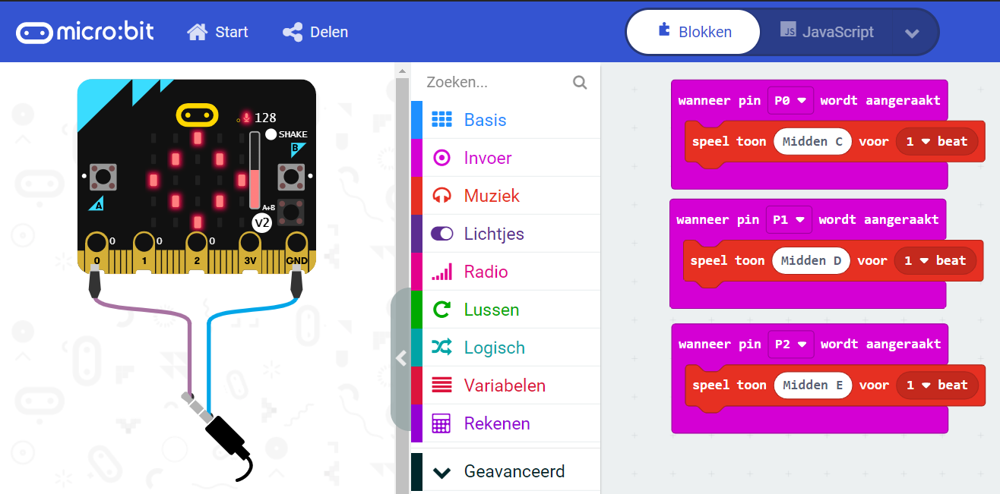 micro:bit
Start
Delen
Blokken
JS JavaScript
128
SHAKE
B
A
A+B
V2
0 0 0
0 1 2 3V GND
Zoeken...
Basis
Invoer
Muziek
Lichtjes
Radio
Lussen
Logisch
Variabelen
Rekenen
Geavanceerd
wanneer pin P0 wordt aangeraakt
speel toon Midden C voor 1 beat
wanneer pin P1 wordt aangeraakt
speel toon Midden D voor 1 beat
wanneer pin P2 wordt aangeraakt
speel toon Midden E voor 1 beat